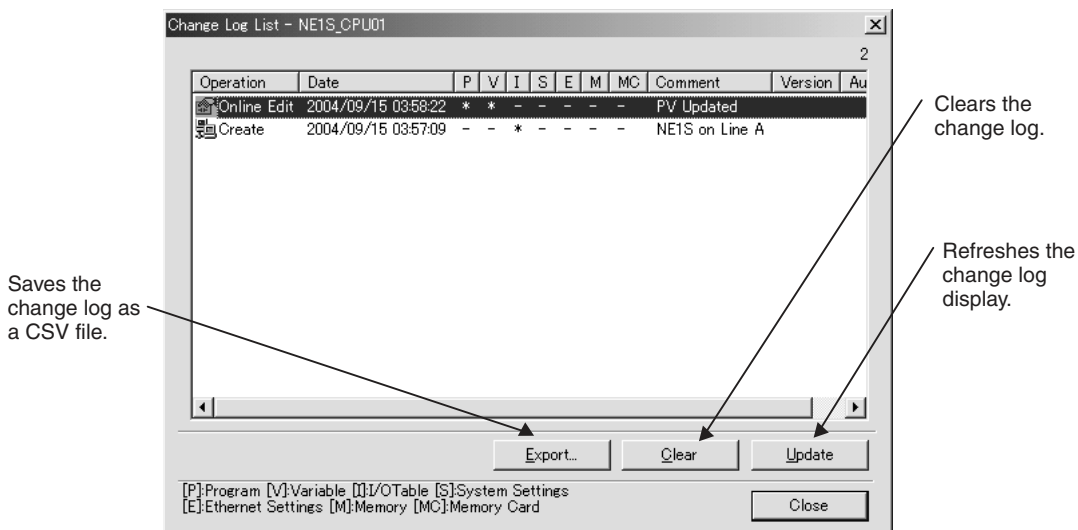 Change Log List - NE1S_CPU01
2
Operation Date P V I S E M MC Comment Version Au
Online Edit 2004/09/15 03:58:22 * * - - - - - PV Updated
Create 2004/09/15 03:57:09 - - * - - - - NE1S on Line A
Clears the
change log.
Refreshes the
change log
display.
Saves the
change log as
a CSV file.
Export... Clear Update
[P]:Program [V]:Variable [I]:I/OTable [S]:System Settings
[E]:Ethernet Settings [M]:Memory [MC]:Memory Card
Close